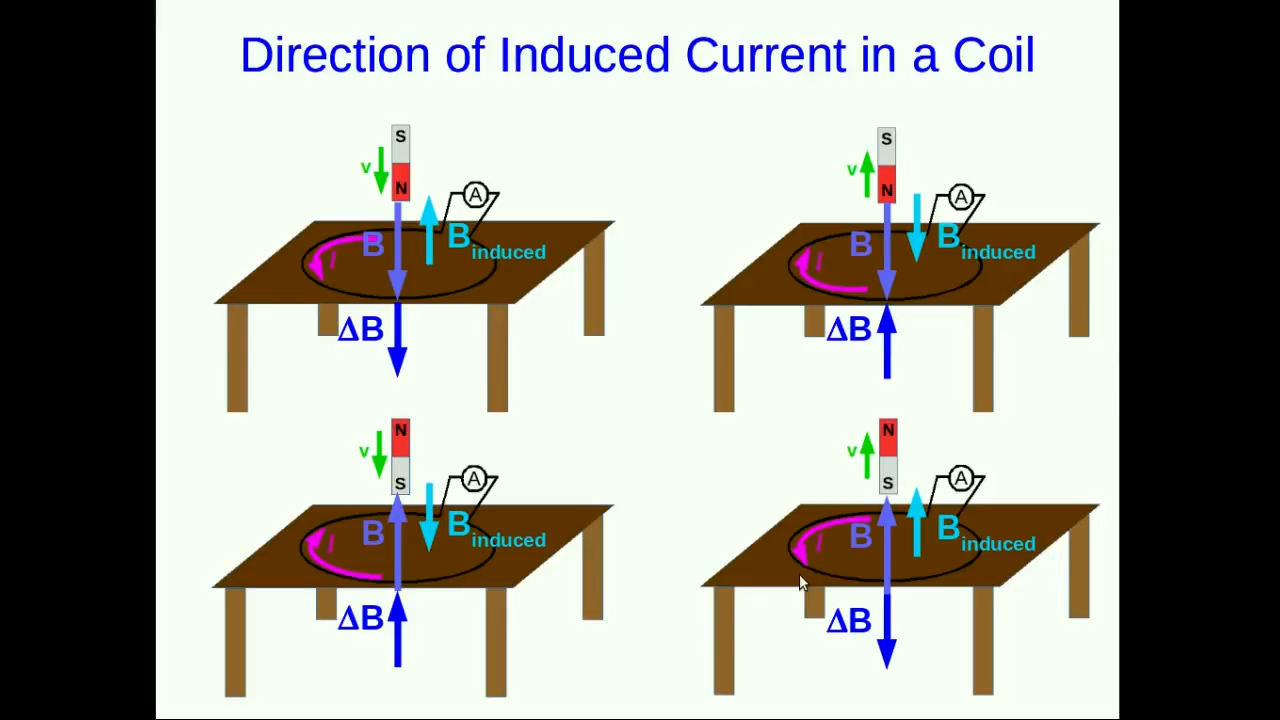 Direction of Induced Current in a Coil
S
v
N
A
B
B induced
I
ΔB
S
v
N
A
B
B induced
I
ΔB
N
v
S
A
B
B induced
I
ΔB
N
v
S
A
B
B induced
I
ΔB